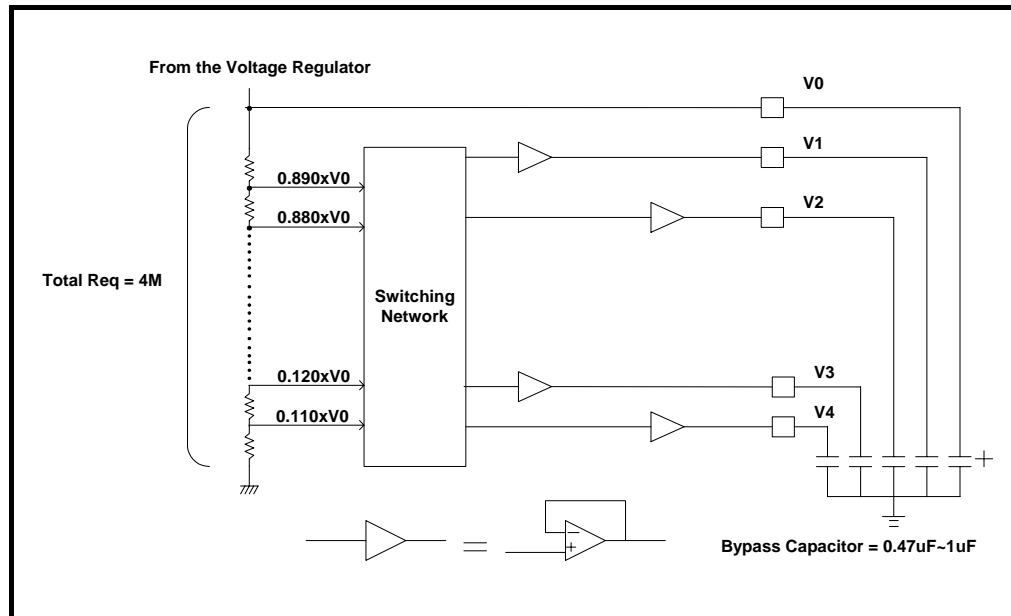 From the Voltage Regulator
V0
V1
0.890xV0
V2
0.880xV0
Total Req = 4M
Switching
Network
V3
0.120xV0
V4
0.110xV0
+
− +
=
Bypass Capacitor = 0.47uF~1uF